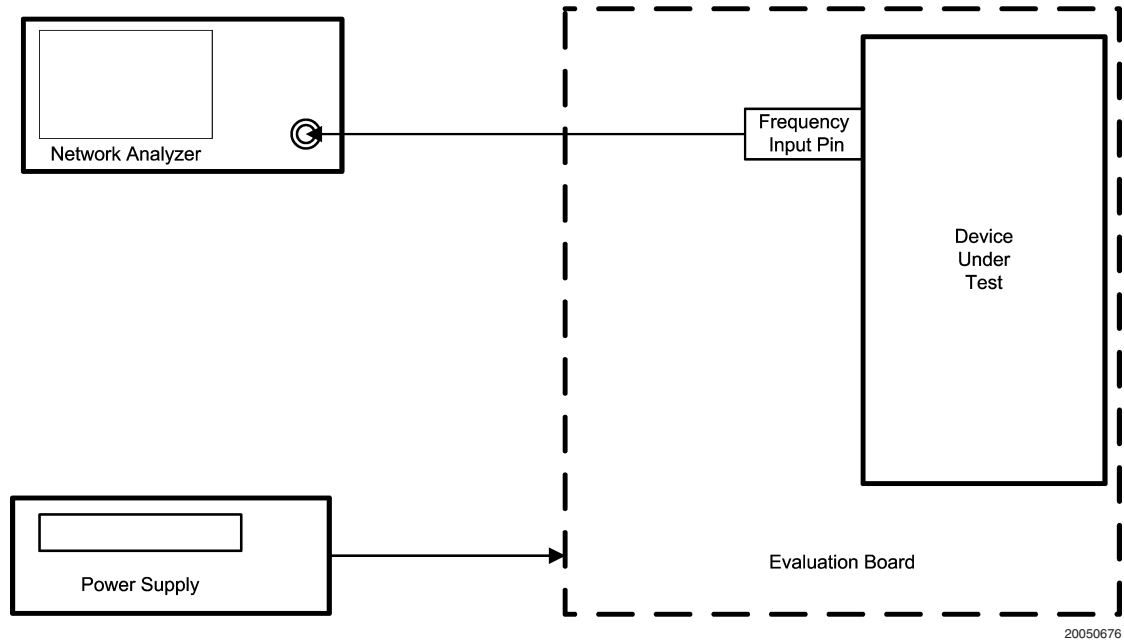 Network Analyzer
Frequency
Input Pin
Device
Under
Test
Power Supply
Evaluation Board
20050676